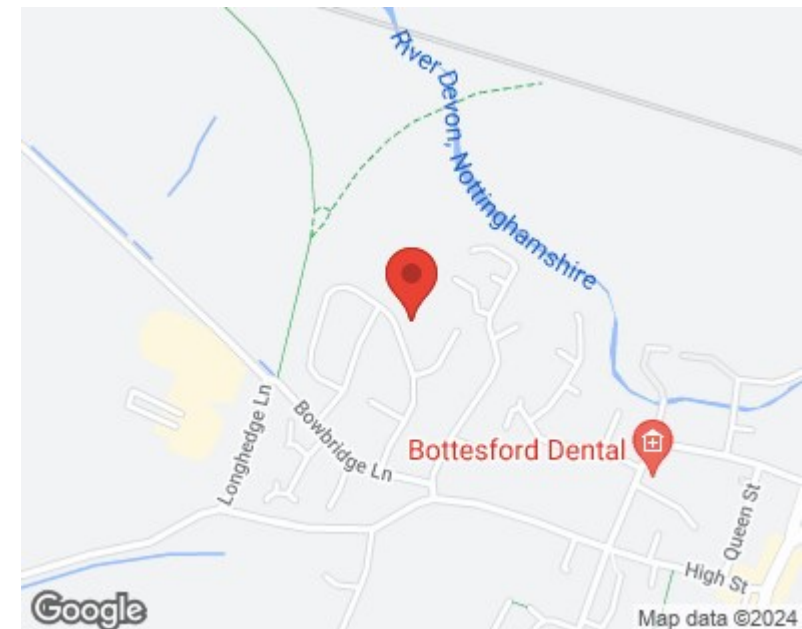 River Devon, Nottinghamshire
Longhedge Ln
Bowbridge Ln
Bottesford Dental
Queen St
High St
Google
Map data ©2024